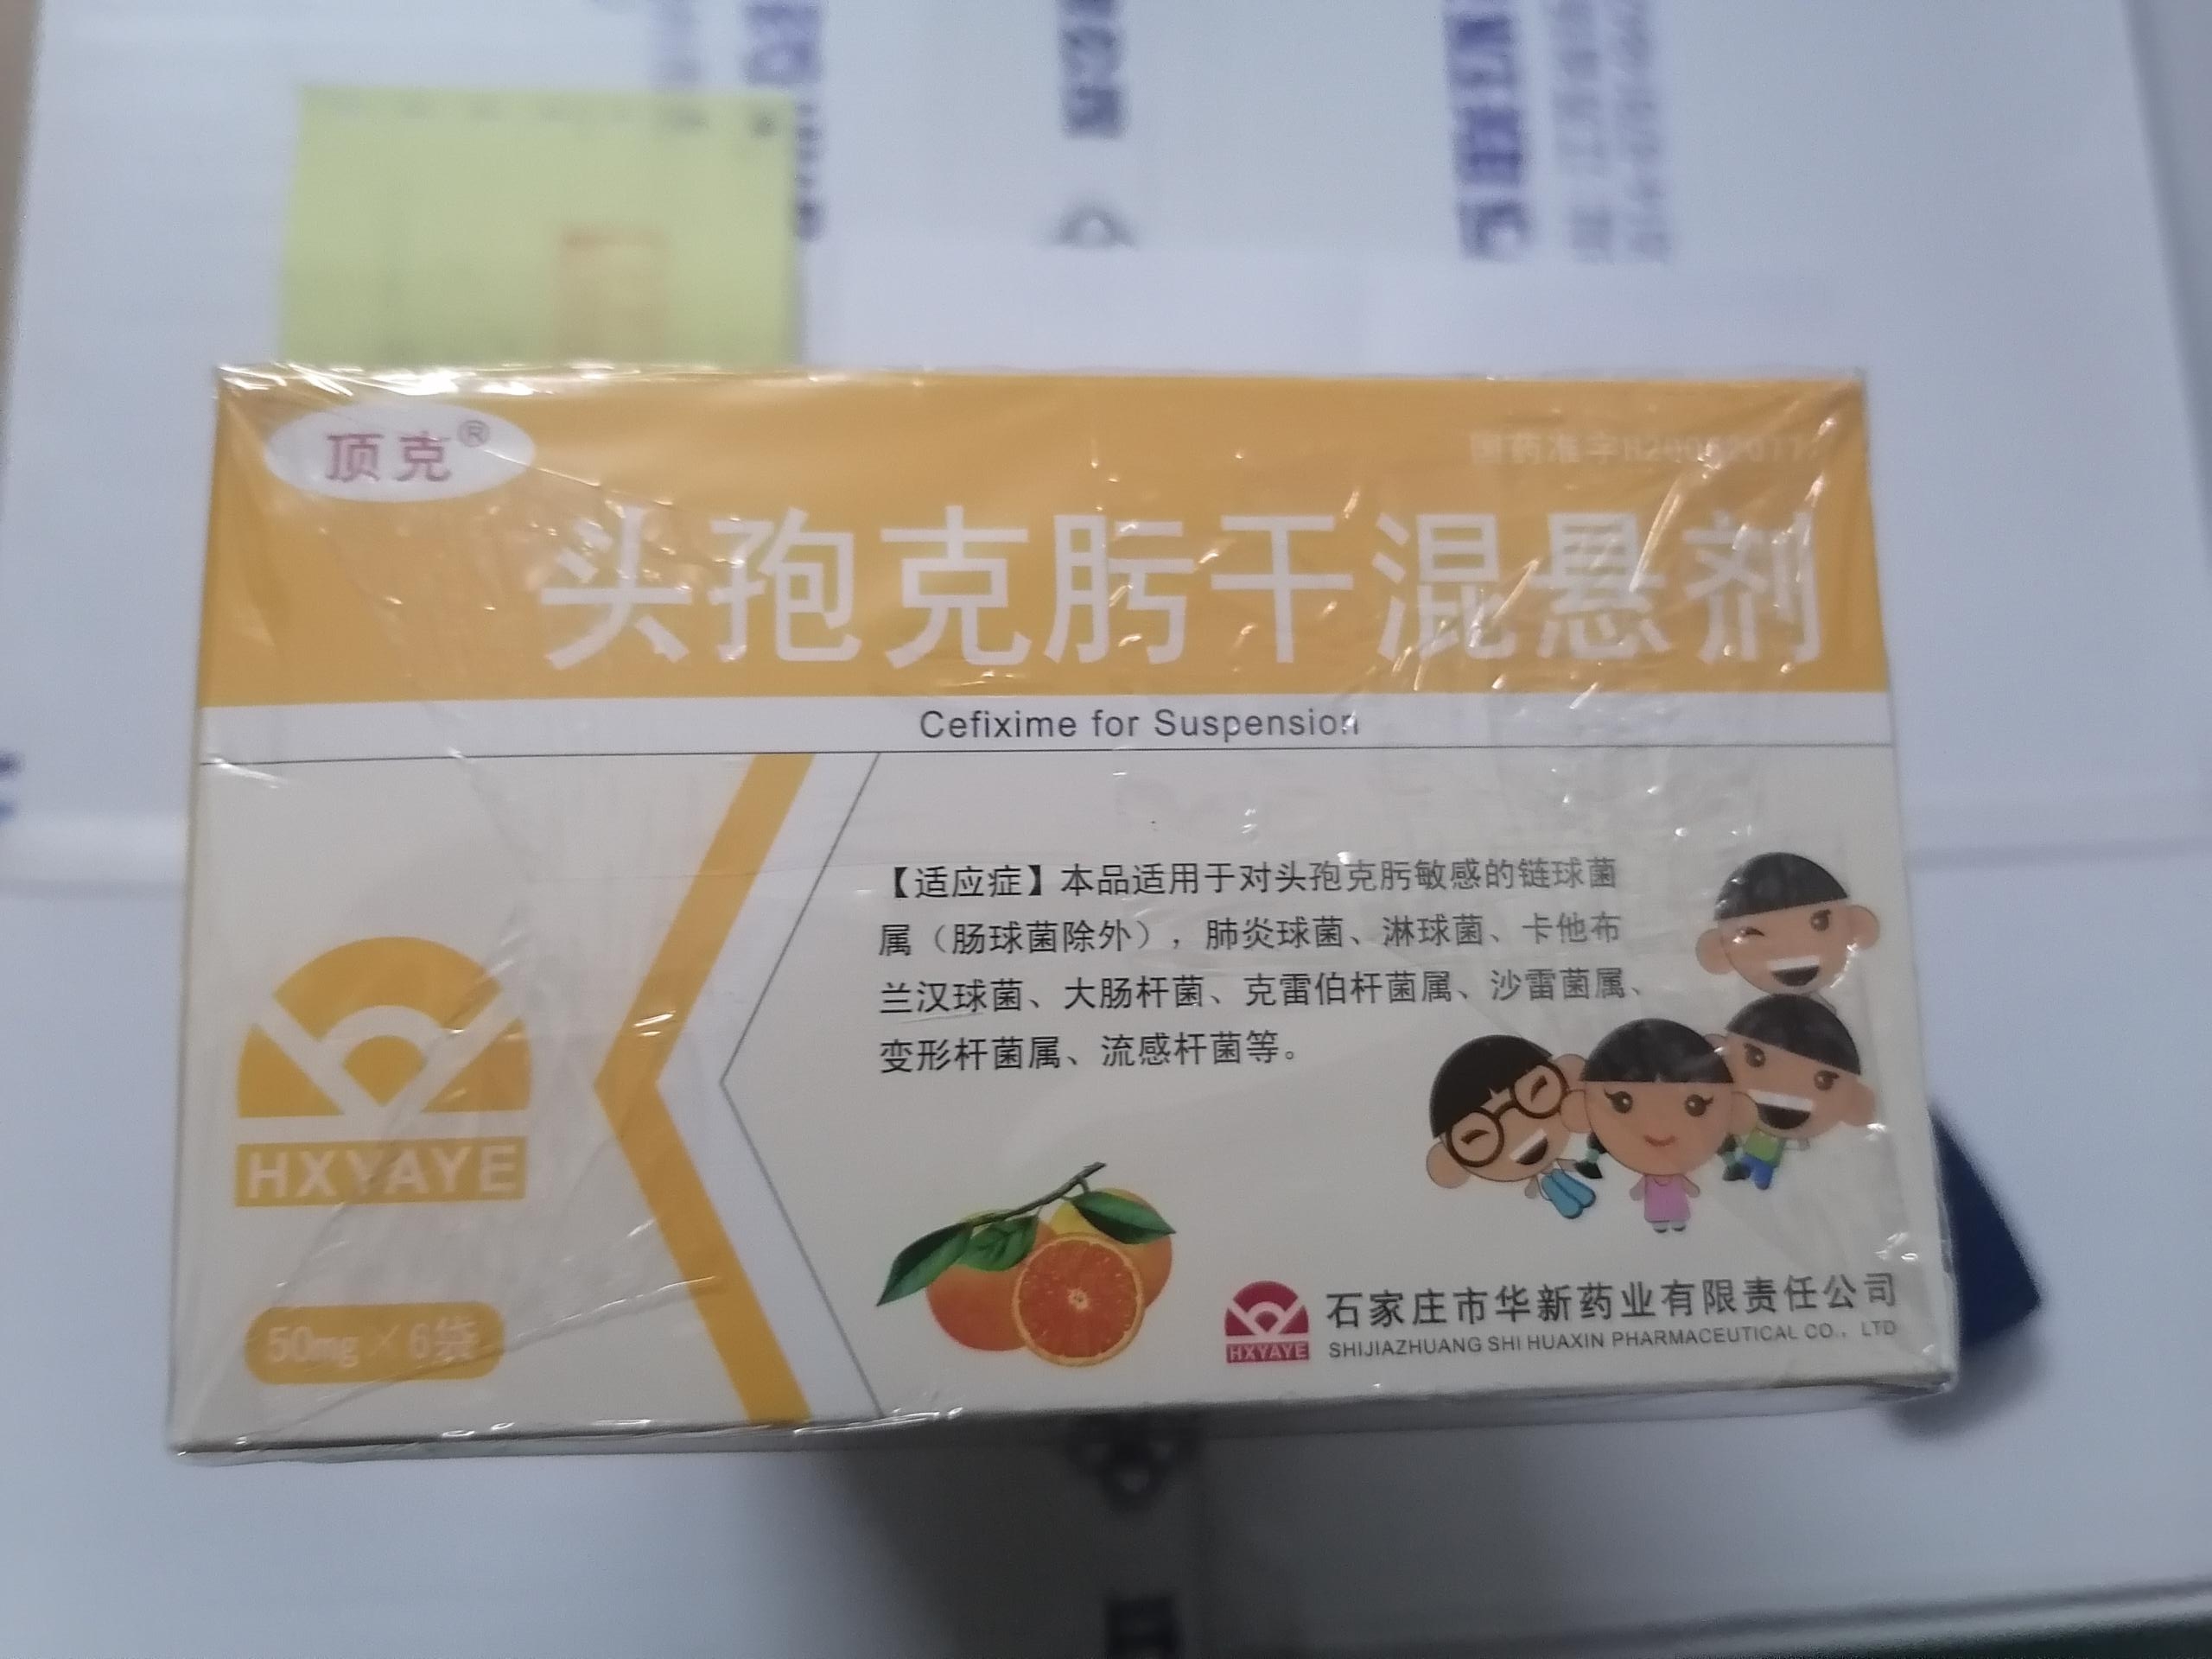 顶克®
头孢克肟干混悬剂
Cefixime for Suspension
【适应症】本品适用于对头孢克肟敏感的链球菌
属（肠球菌除外），肺炎球菌、淋球菌、卡他布
兰汉球菌、大肠杆菌、克雷伯杆菌属、沙雷菌属、
变形杆菌属、流感杆菌等。
HXYAYE
50mg×6袋
石家庄市华新药业有限责任公司
HXYAYE
SHIJIAZHUANG SHI HUAXIN PHARMACEUTICAL CO., LTD